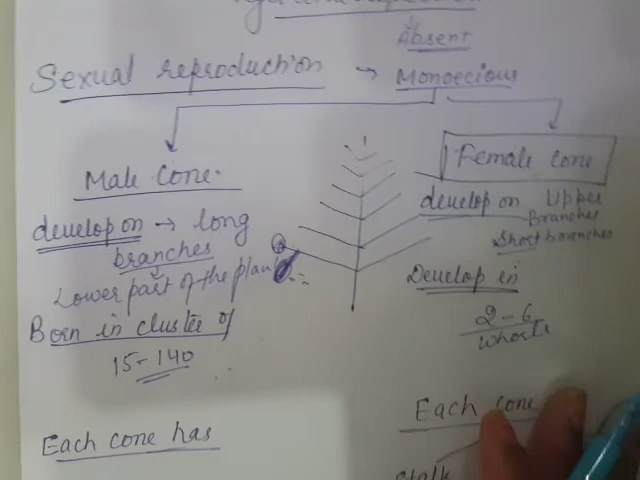 Absent
Sexual reproduction → Monoecious
Male Cone.
develop on → long
branches
Lower part of the plant
Born in cluster of
15-140
Each cone has
Female Cone
develop on Upper
Branches
Short branches
Develop in
2-6
Whorls
Each cone
Stalk